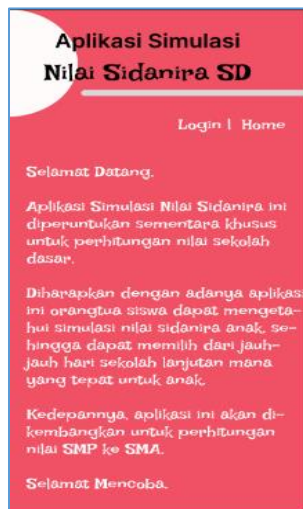 Aplikasi Simulasi
Nilai Sidanira SD
Login | Home
Selamat Datang.
Aplikasi Simulasi Nilai Sidanira ini
diperuntukan sementara khusus
untuk perhitungan nilai sekolah
dasar.
Diharapkan dengan adanya aplikasi
ini orangtua siswa dapat mengeta-
hui simulasi nilai sidanira anak, se-
hingga dapat memilih dari jauh-
jauh hari sekolah lanjutan mana
yang tepat untuk anak.
Kedepannya, aplikasi ini akan di-
kembangkan untuk perhitungan
nilai SMP ke SMA.
Selamat Mencoba.